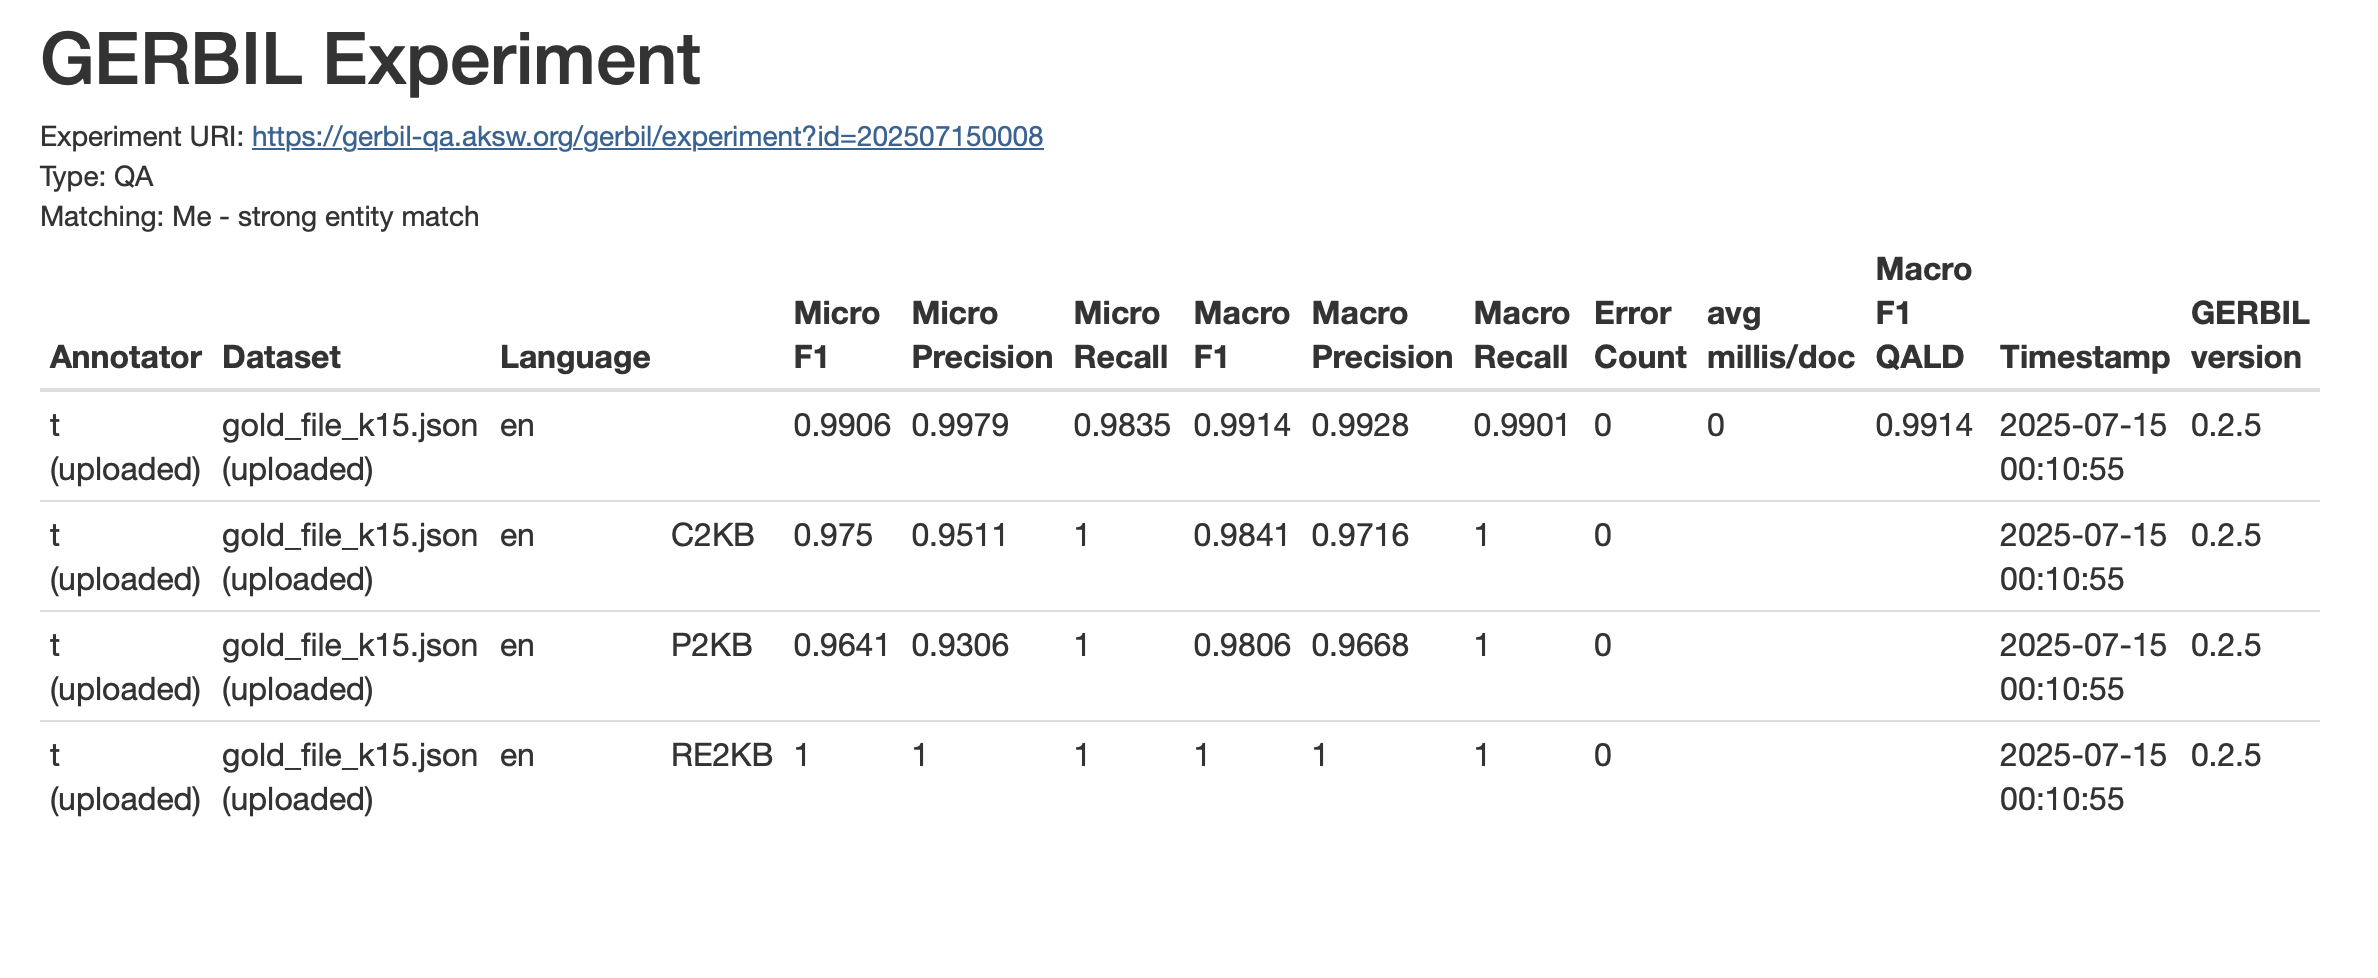 GERBIL Experiment
Experiment URI: https://gerbil-qa.aksw.org/gerbil/experiment?id=202507150008
Type: QA
Matching: Me - strong entity match
Annotator Dataset Language Micro F1 Micro Precision Micro Recall Macro F1 Macro Precision Macro Recall Error Count avg millis/doc Macro F1 QALD Timestamp GERBIL version
t (uploaded) gold_file_k15.json (uploaded) en 0.9906 0.9979 0.9835 0.9914 0.9928 0.9901 0 0 0.9914 2025-07-15 00:10:55 0.2.5
t (uploaded) gold_file_k15.json (uploaded) en C2KB 0.975 0.9511 1 0.9841 0.9716 1 0 2025-07-15 00:10:55 0.2.5
t (uploaded) gold_file_k15.json (uploaded) en P2KB 0.9641 0.9306 1 0.9806 0.9668 1 0 2025-07-15 00:10:55 0.2.5
t (uploaded) gold_file_k15.json (uploaded) en RE2KB 1 1 1 1 1 1 0 2025-07-15 00:10:55 0.2.5